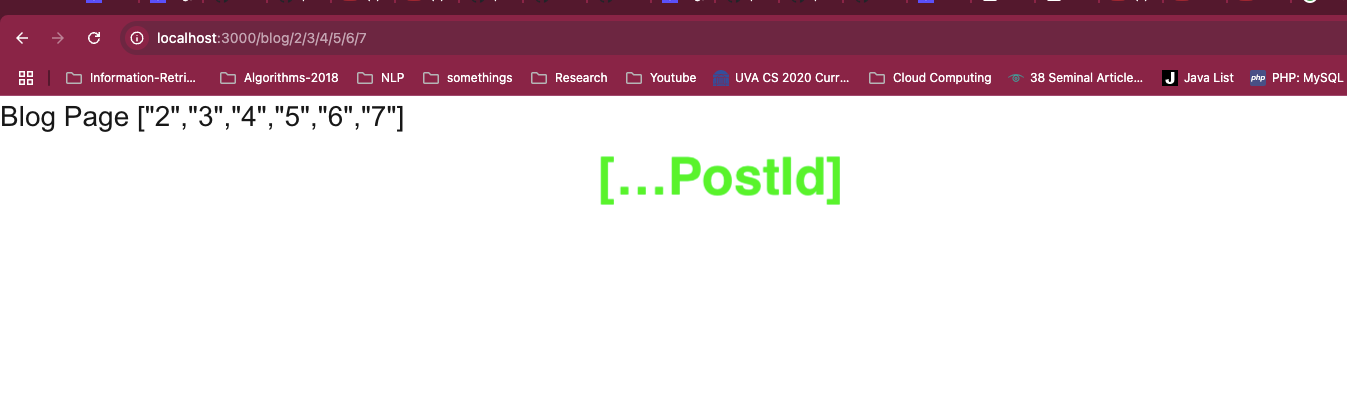 localhost:3000/blog/2/3/4/5/6/7
Information-Retri... Algorithms-2018 NLP somethings Research Youtube UVA CS 2020 Curr... Cloud Computing 38 Seminal Article... J Java List php PHP: MySQL
Blog Page ["2","3","4","5","6","7"]
[...PostId]